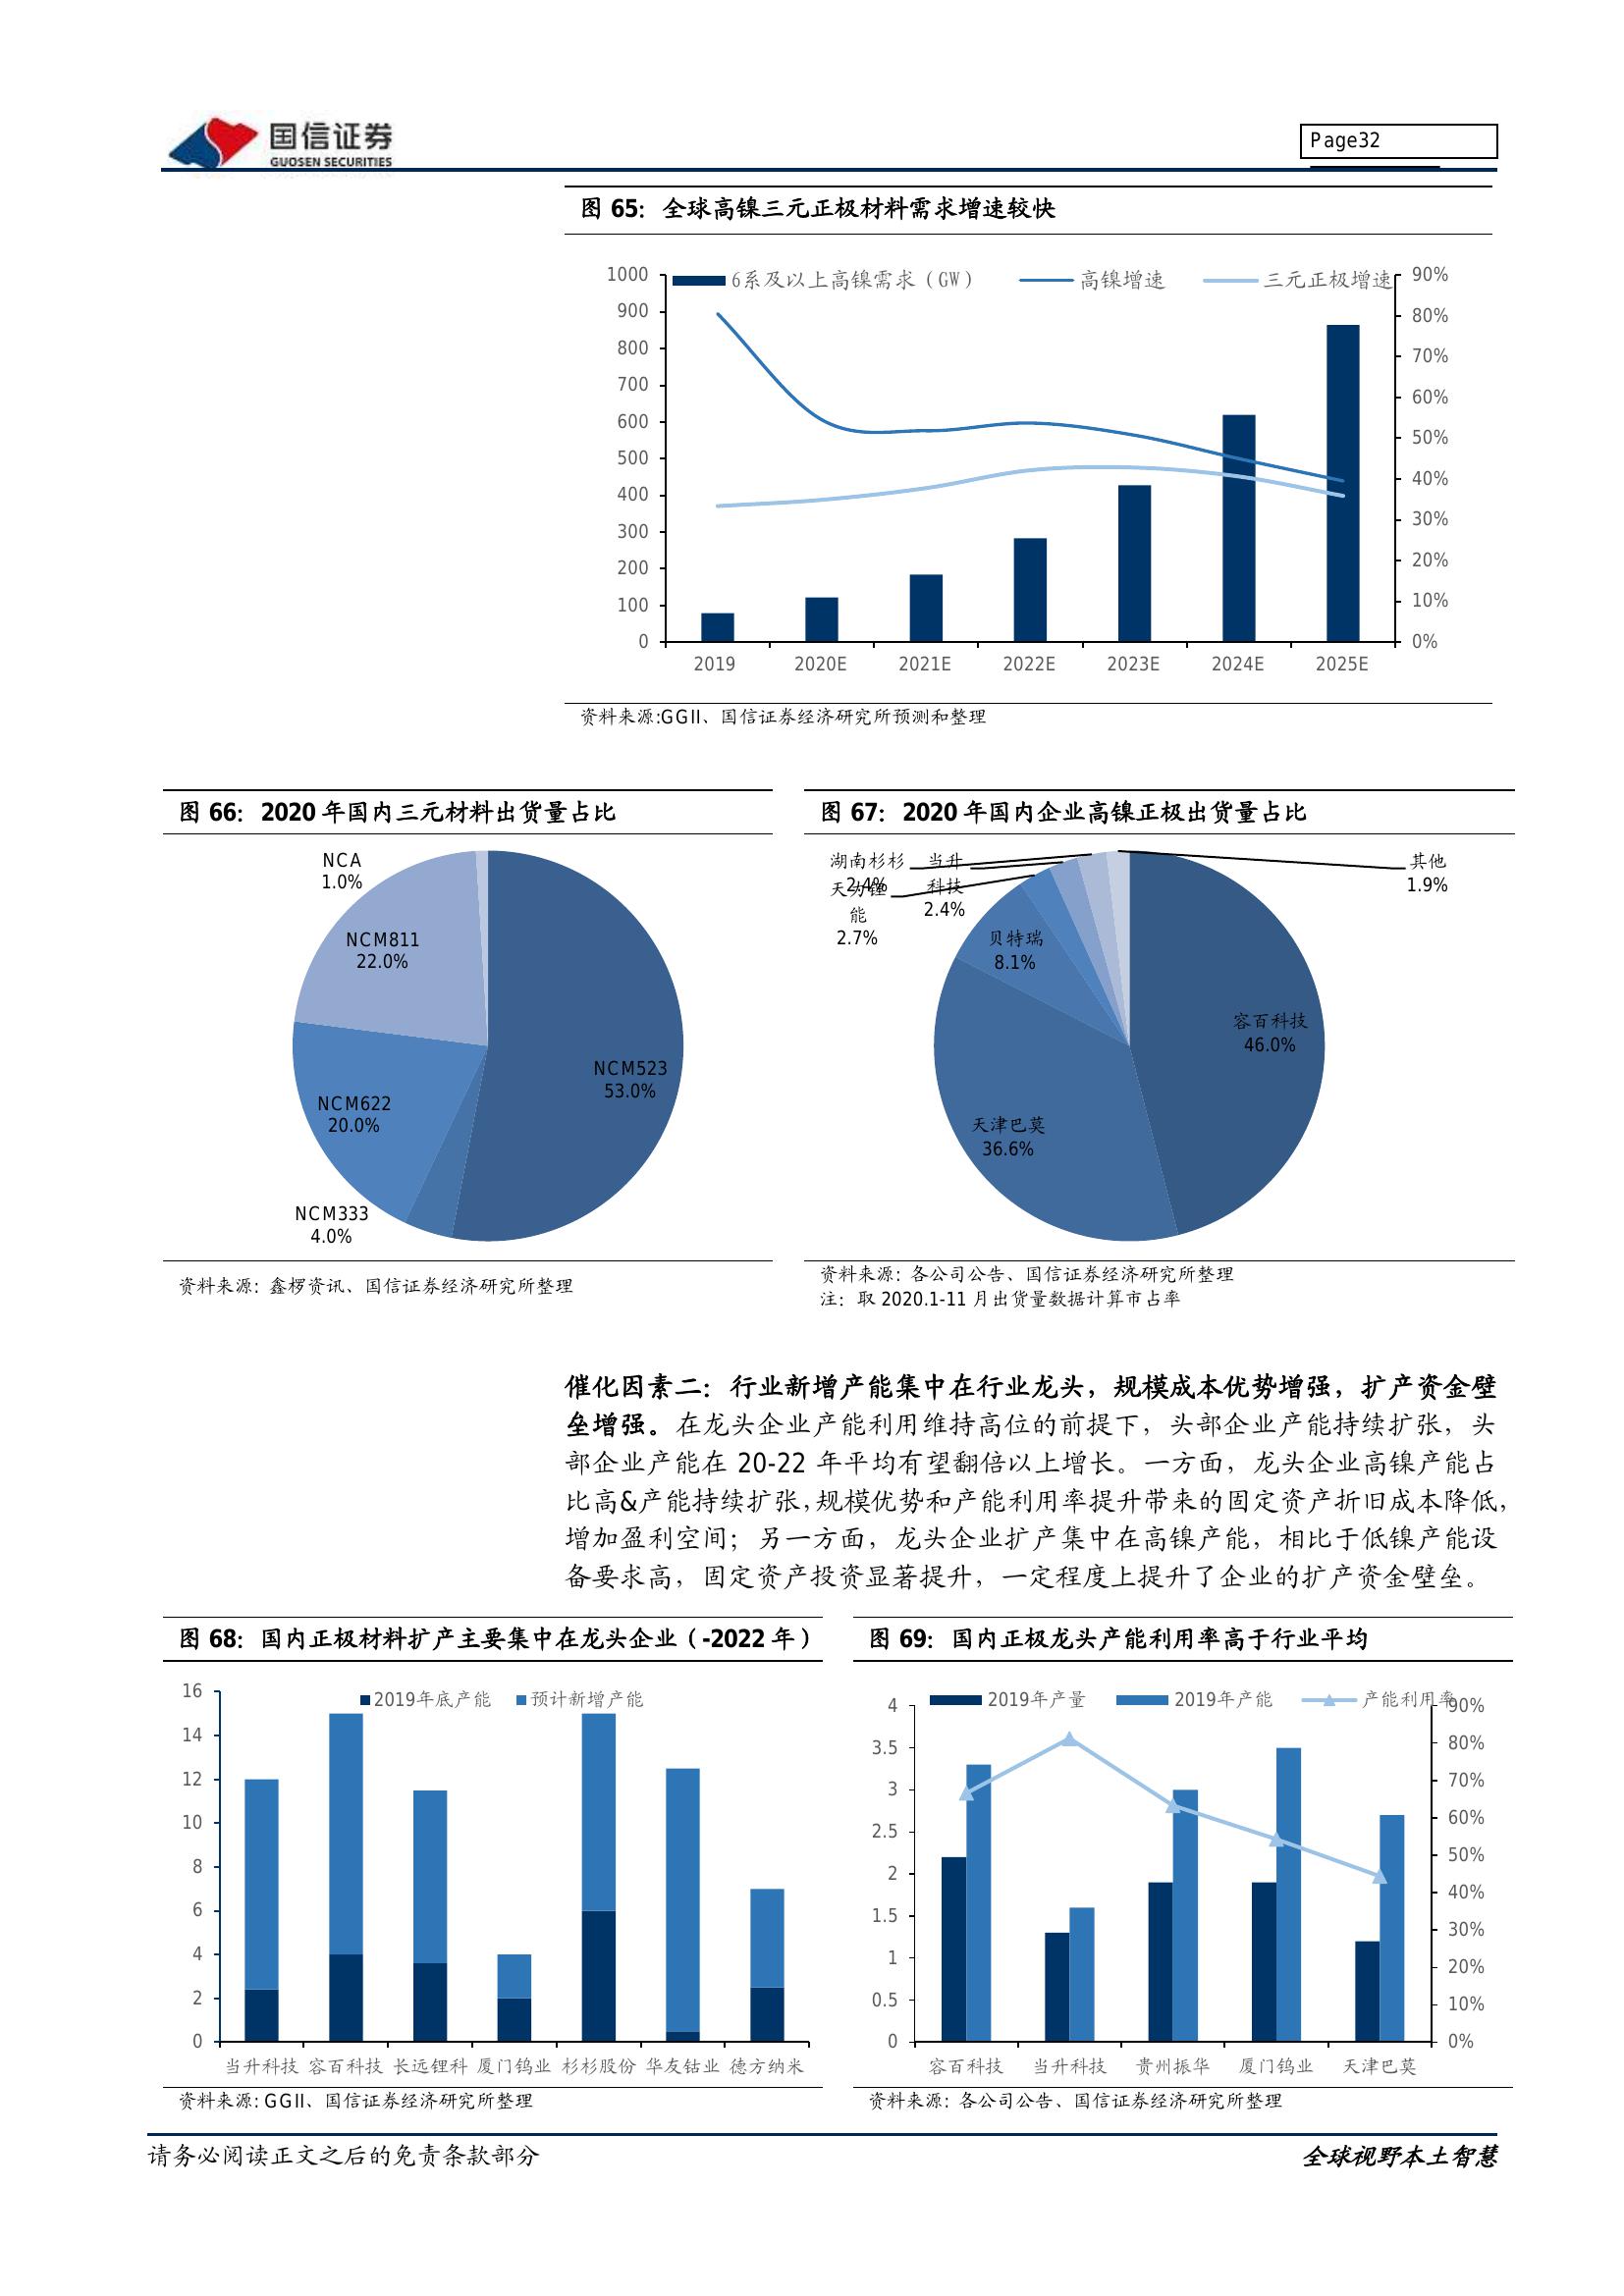 国信证券
GUOSEN SECURITIES
Page32
图 65：全球高镍三元正极材料需求增速较快
6系及以上高镍需求（GW） 高镍增速 三元正极增速
1000
900
800
700
600
500
400
300
200
100
0
90%
80%
70%
60%
50%
40%
30%
20%
10%
0%
2019 2020E 2021E 2022E 2023E 2024E 2025E
资料来源:GGII、国信证券经济研究所预测和整理
图 66：2020 年国内三元材料出货量占比
NCA
1.0%
NCM811
22.0%
NCM523
53.0%
NCM622
20.0%
NCM333
4.0%
资料来源：鑫椤资讯、国信证券经济研究所整理
图 67：2020 年国内企业高镍正极出货量占比
湖南杉杉
2.4%
当升
科技
2.4%
天力锂
能
2.7%
其他
1.9%
贝特瑞
8.1%
容百科技
46.0%
天津巴莫
36.6%
资料来源：各公司公告、国信证券经济研究所整理
注：取 2020.1-11 月出货量数据计算市占率
催化因素二：行业新增产能集中在行业龙头，规模成本优势增强，扩产资金壁
垒增强。在龙头企业产能利用维持高位的前提下，头部企业产能持续扩张，头
部企业产能在 20-22 年平均有望翻倍以上增长。一方面，龙头企业高镍产能占
比高&产能持续扩张，规模优势和产能利用率提升带来的固定资产折旧成本降低，
增加盈利空间；另一方面，龙头企业扩产集中在高镍产能，相比于低镍产能设
备要求高，固定资产投资显著提升，一定程度上提升了企业的扩产资金壁垒。
图 68：国内正极材料扩产主要集中在龙头企业（-2022 年）
2019年底产能 预计新增产能
16
14
12
10
8
6
4
2
0
当升科技 容百科技 长远锂科 厦门钨业 杉杉股份 华友钴业 德方纳米
资料来源: GGII、国信证券经济研究所整理
图 69：国内正极龙头产能利用率高于行业平均
2019年产量 2019年产能 产能利用率
4
3.5
3
2.5
2
1.5
1
0.5
0
90%
80%
70%
60%
50%
40%
30%
20%
10%
0%
容百科技 当升科技 贵州振华 厦门钨业 天津巴莫
资料来源：各公司公告、国信证券经济研究所整理
请务必阅读正文之后的免责条款部分
全球视野本土智慧